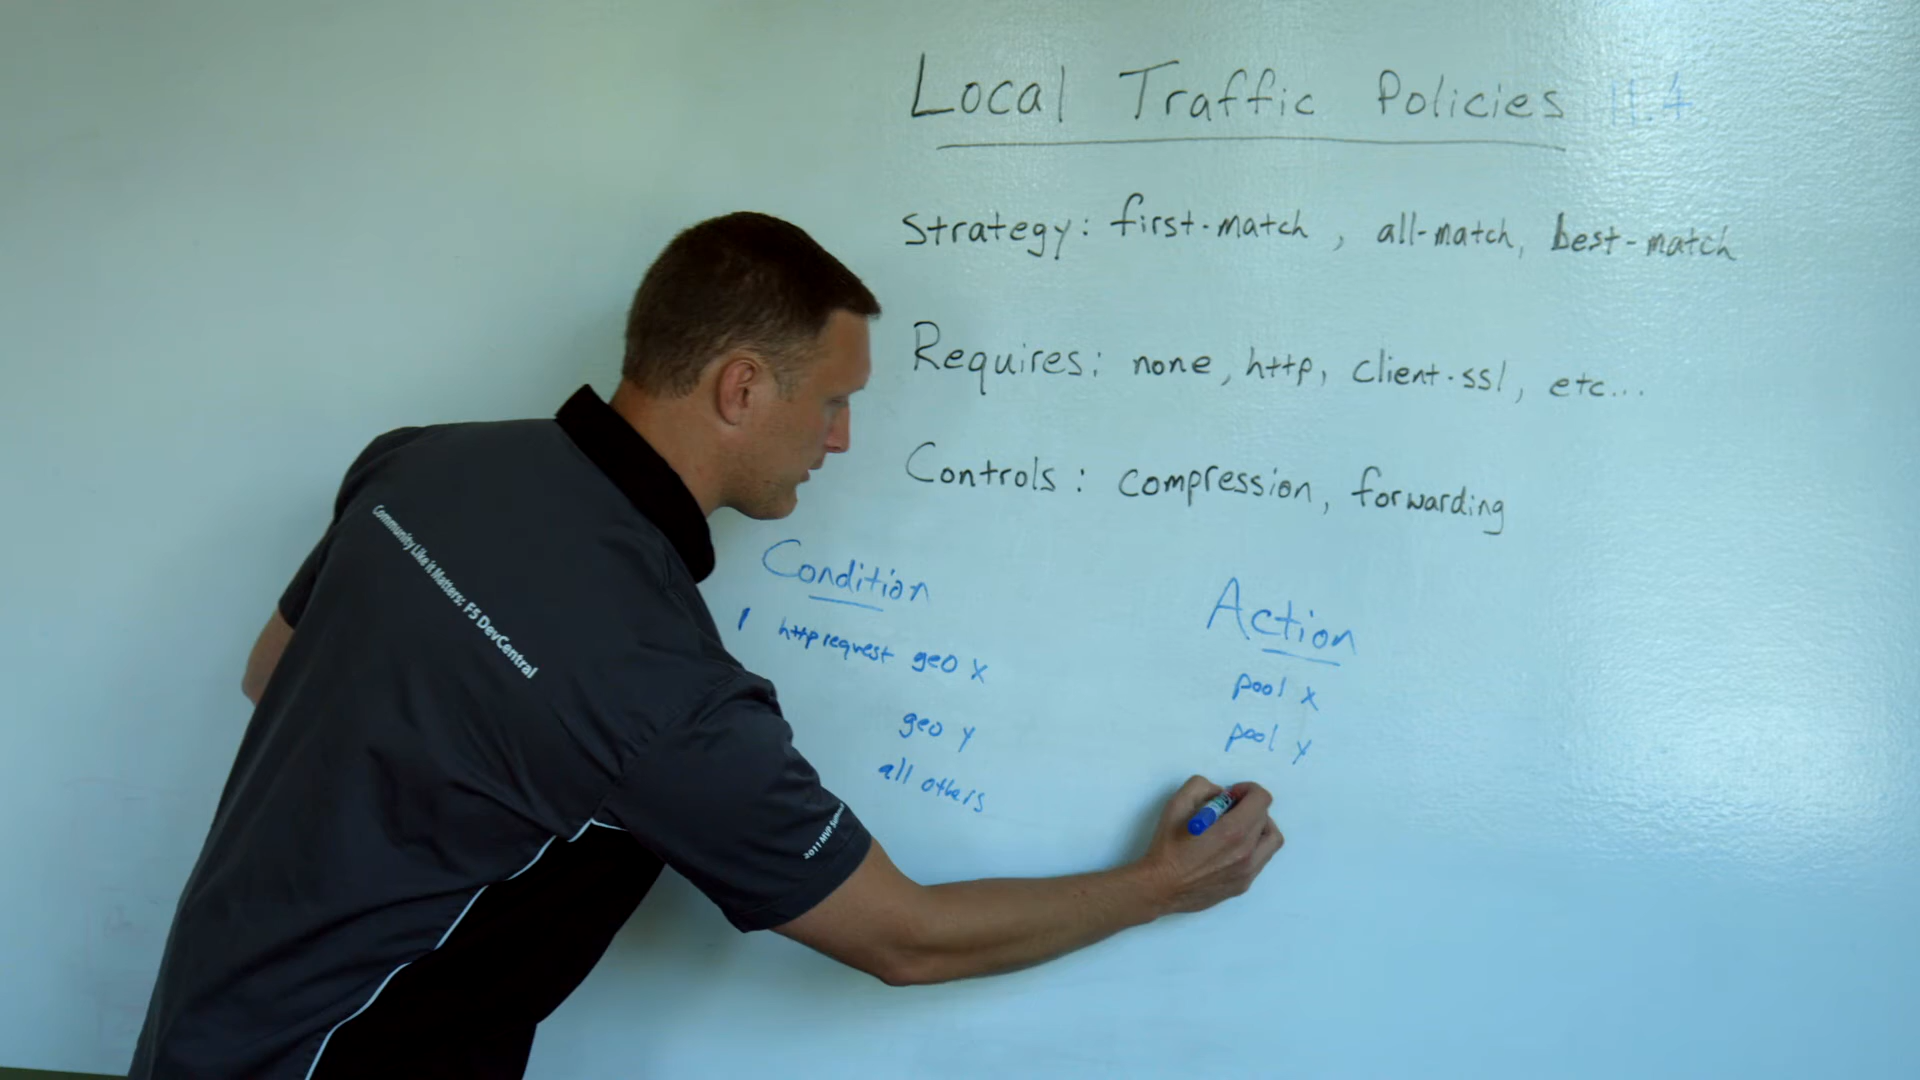 Local Traffic Policies 11.4
Strategy: first-match, all-match, best-match
Requires: none, http, client-ssl, etc...
Controls: compression, forwarding
Condition Action
1 http request geo x pool x
geo y pool y
all others
Community Like it Matters: F5 DevCentral
2011 MVP